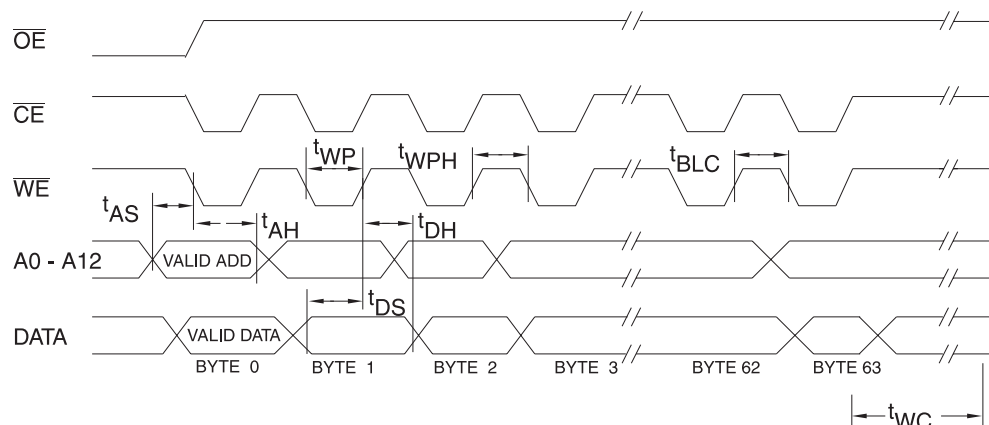 OE
CE
tWP
tWPH
tBLC
WE
tAS
tAH
tDH
A0 - A12
VALID ADD
tDS
DATA
VALID DATA
BYTE 0
BYTE 1
BYTE 2
BYTE 3
BYTE 62
BYTE 63
tWC